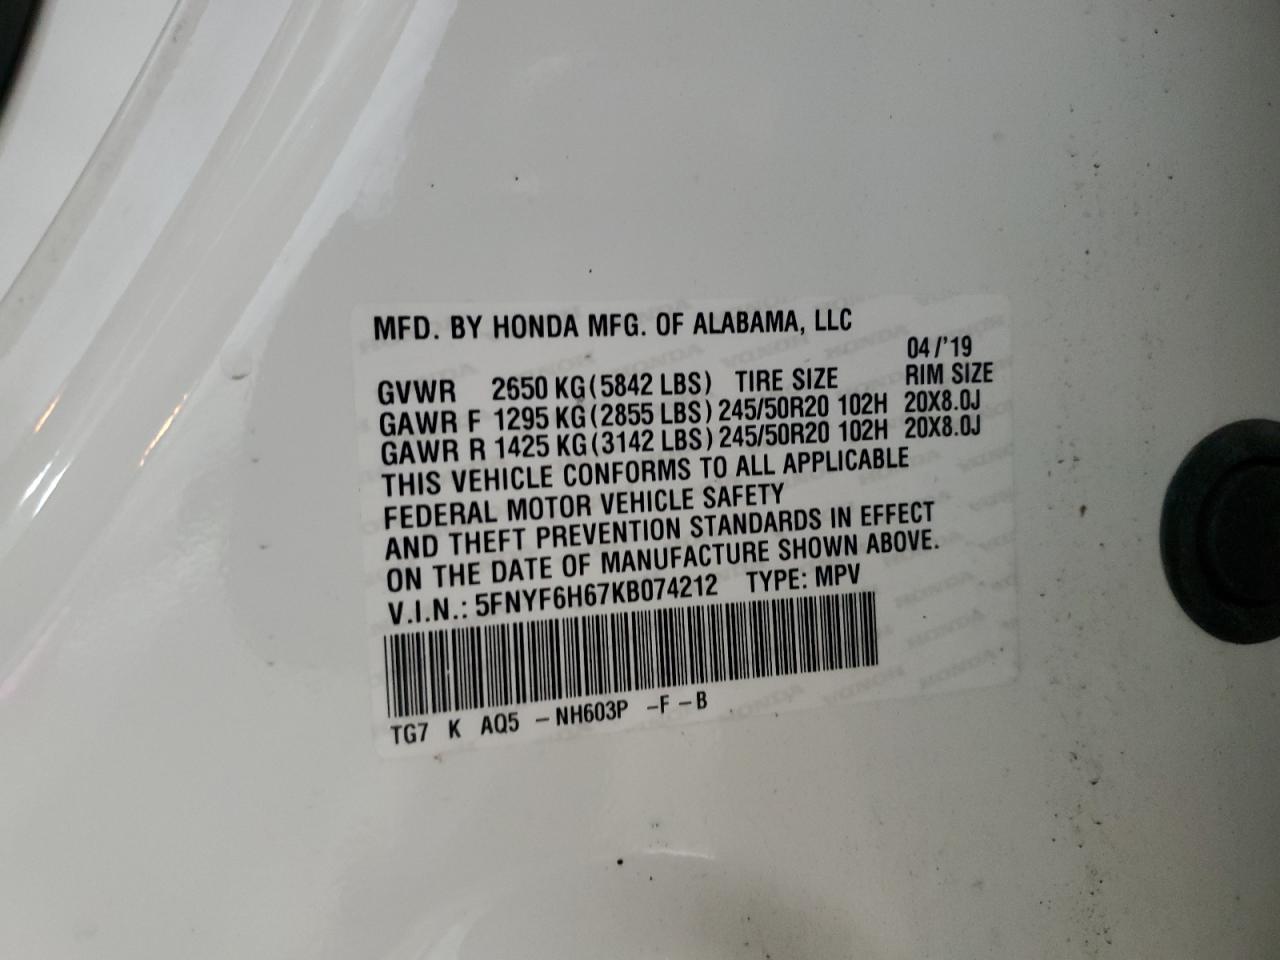 MFD. BY HONDA MFG. OF ALABAMA, LLC
04/'19
GVWR 2650 KG(5842 LBS) TIRE SIZE RIM SIZE
GAWR F 1295 KG(2855 LBS) 245/50R20 102H 20X8.0J
GAWR R 1425 KG(3142 LBS) 245/50R20 102H 20X8.0J
THIS VEHICLE CONFORMS TO ALL APPLICABLE
FEDERAL MOTOR VEHICLE SAFETY
AND THEFT PREVENTION STANDARDS IN EFFECT
ON THE DATE OF MANUFACTURE SHOWN ABOVE.
V.I.N.: 5FNYF6H67KB074212 TYPE: MPV
TG7 K AQ5 -NH603P -F-B